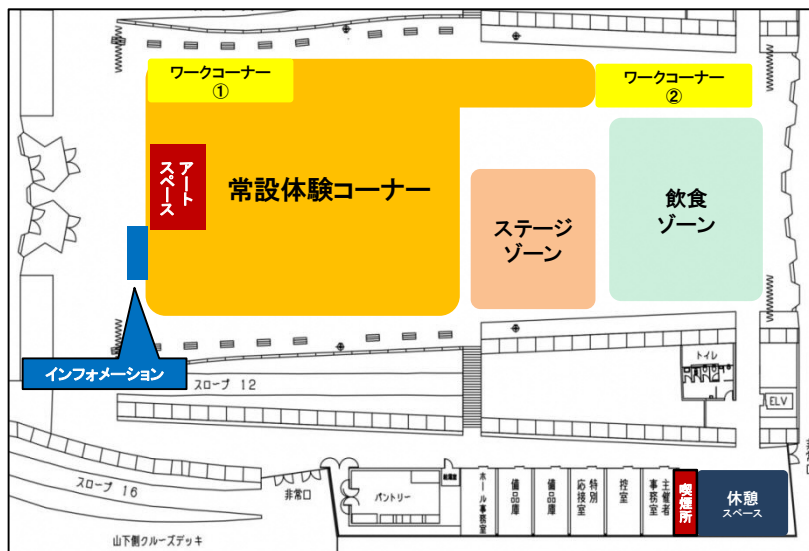 ワークコーナー
①
ワークコーナー
②
アート
スペース
常設体験コーナー
ステージ
ゾーン
飲食
ゾーン
インフォメーション
トイレ
スロープ 12
ELV
非常口
スロープ 16
非常口
パントリー
ホール事務室
備品庫
備品庫
特別
応接室
控室
主催者
事務室
喫煙所
休憩
スペース
山下側クルーズデッキ